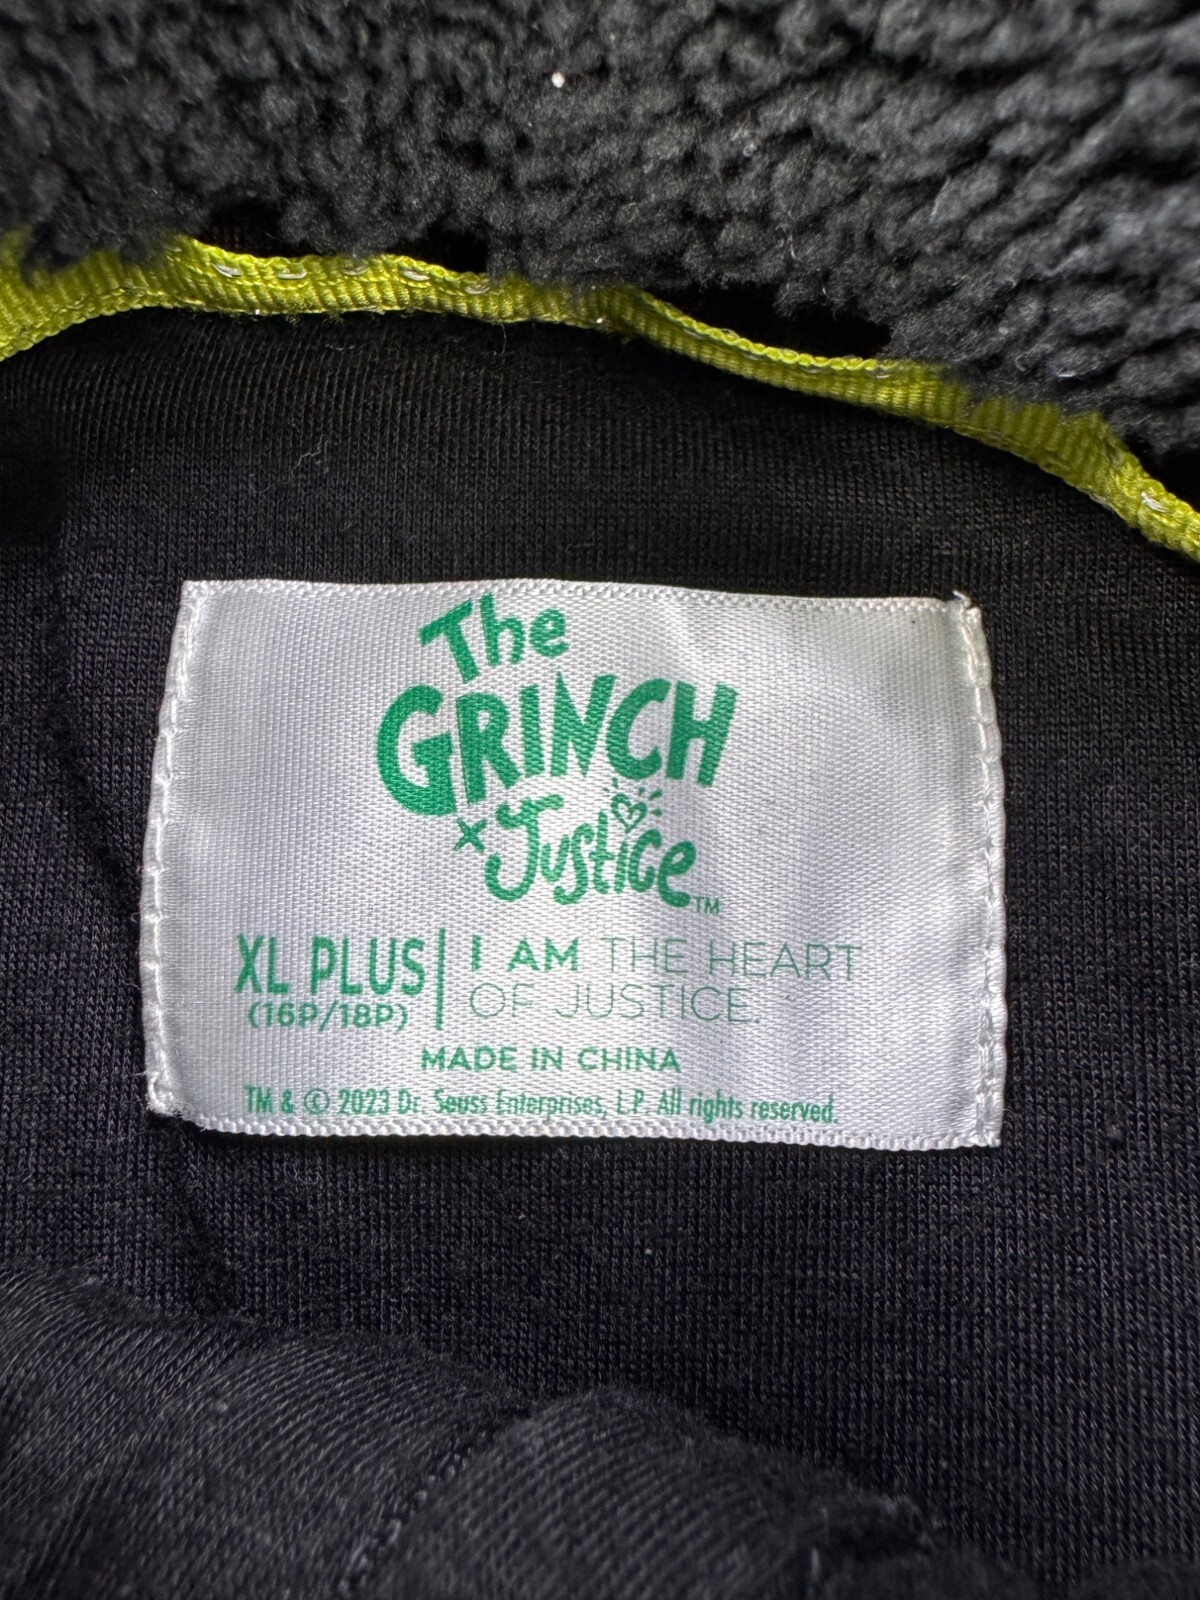 The
GRINCH
x Justice™
XL PLUS
(16P/18P)
I AM THE HEART
OF JUSTICE.
MADE IN CHINA
TM & © 2023 Dr. Seuss Enterprises, L.P. All rights reserved.